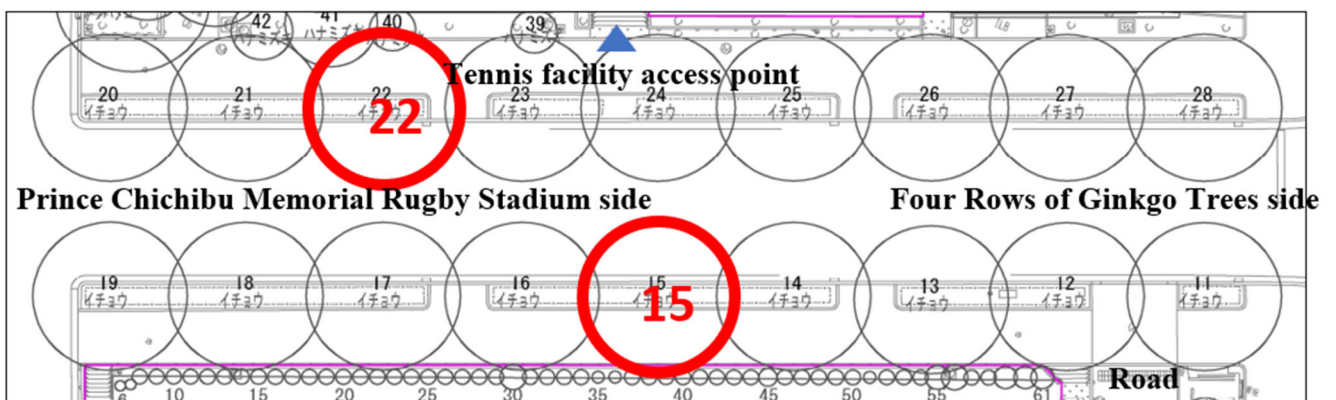 42 41 40 39
ハナミズキ ハナミズキ
Tennis facility access point
20 21 22 23 24 25 26 27 28
イチョウ イチョウ イチョウ イチョウ イチョウ イチョウ イチョウ イチョウ イチョウ
22
Prince Chichibu Memorial Rugby Stadium side Four Rows of Ginkgo Trees side
19 18 17 16 15 14 13 12 11
イチョウ イチョウ イチョウ イチョウ イチョウ イチョウ イチョウ イチョウ イチョウ
15
Road
6 10 15 20 25 30 35 40 45 50 55 61